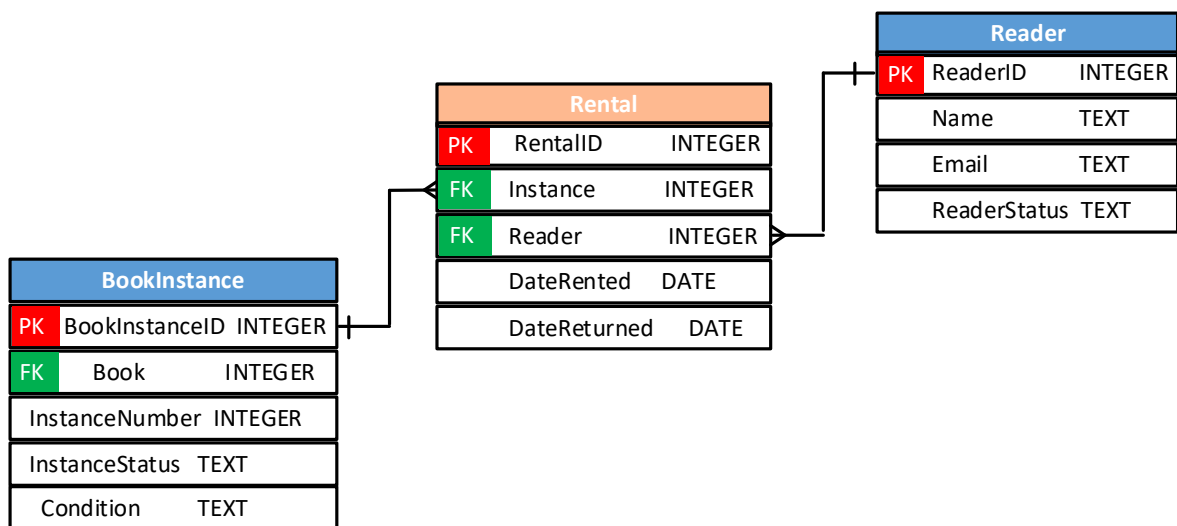 Reader
PK ReaderID INTEGER
Name TEXT
Email TEXT
ReaderStatus TEXT
Rental
PK RentalID INTEGER
FK Instance INTEGER
FK Reader INTEGER
DateRented DATE
DateReturned DATE
BookInstance
PK BookInstanceID INTEGER
FK Book INTEGER
InstanceNumber INTEGER
InstanceStatus TEXT
Condition TEXT